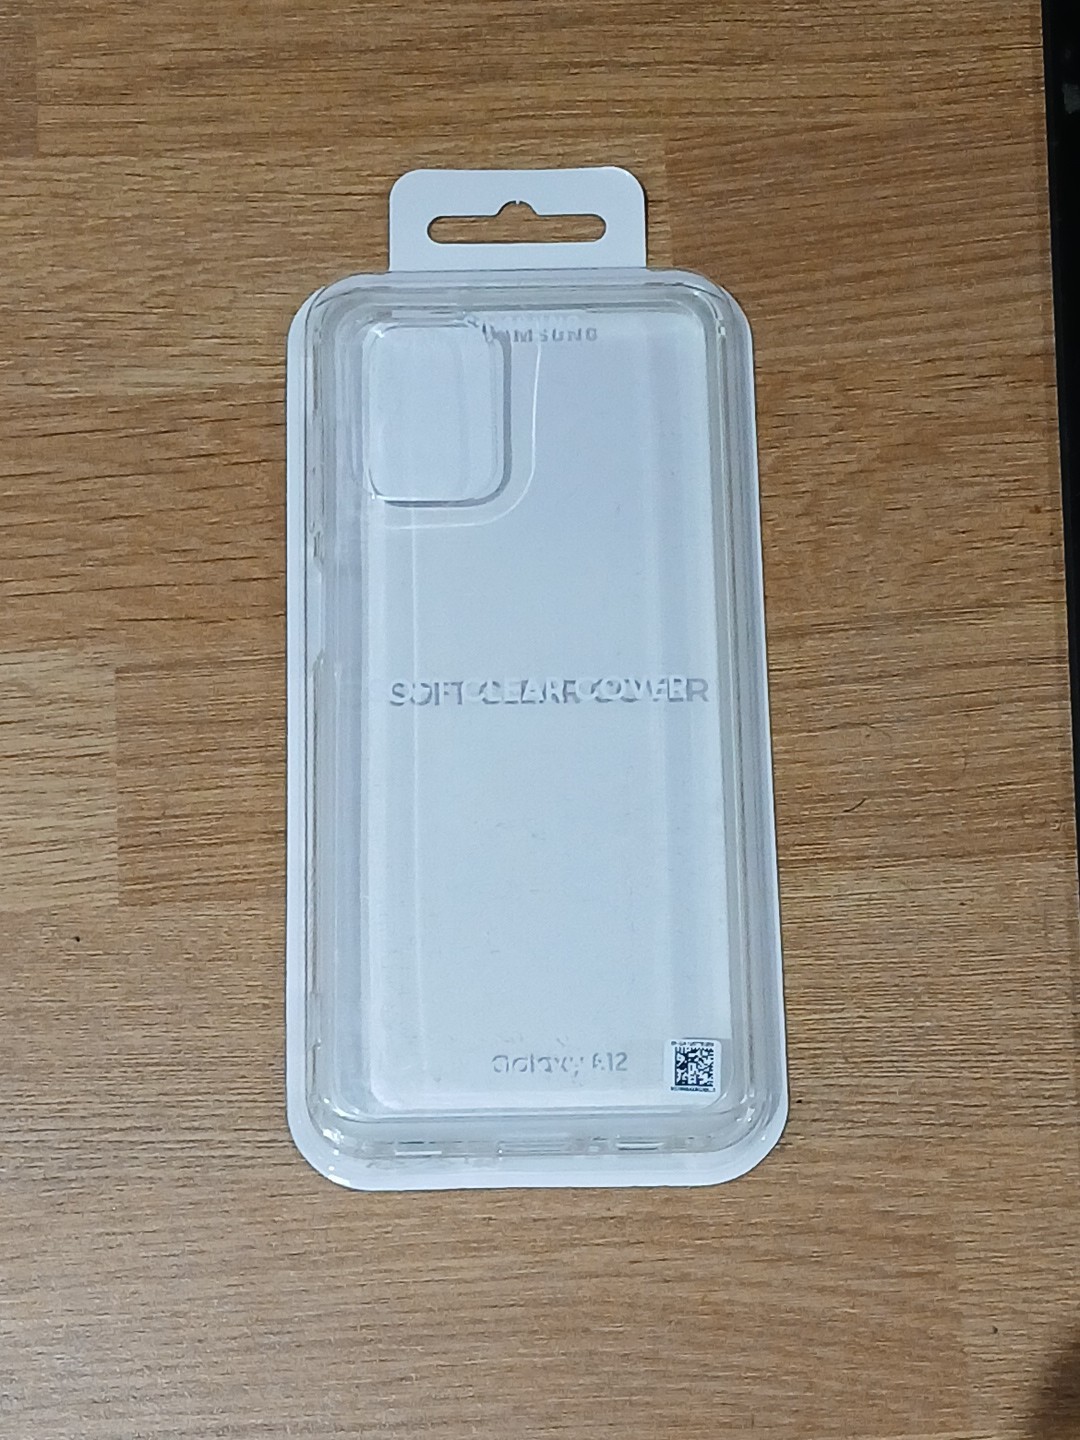 SAMSUNG
SOFT CLEAR COVER
Galaxy A12